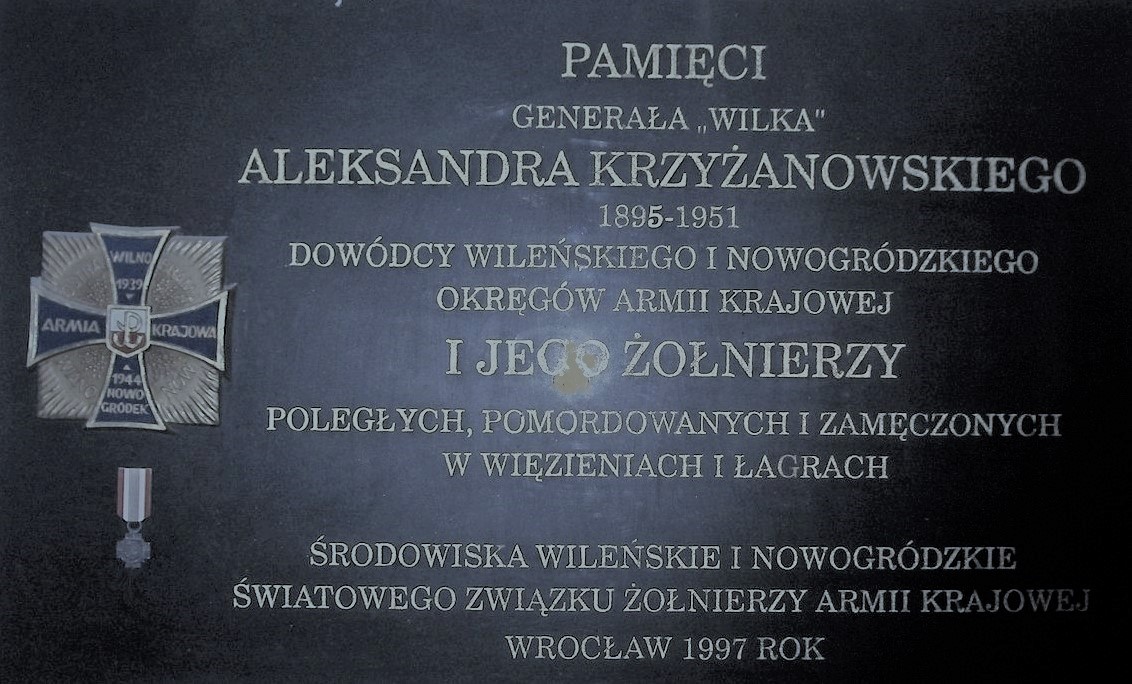 PAMIĘCI
GENERAŁA „WILKA"
ALEKSANDRA KRZYŻANOWSKIEGO
1895-1951
DOWÓDCY WILEŃSKIEGO I NOWOGRÓDZKIEGO
OKRĘGÓW ARMII KRAJOWEJ
I JEGO ŻOŁNIERZY
POLEGŁYCH, POMORDOWANYCH I ZAMĘCZONYCH
W WIĘZIENIACH I ŁAGRACH
WILNO
1939
ARMIA KRAJOWA
1944
NOWO
GRÓDEK
ŚRODOWISKA WILEŃSKIE I NOWOGRÓDZKIE
ŚWIATOWEGO ZWIĄZKU ŻOŁNIERZY ARMII KRAJOWEJ
WROCŁAW 1997 ROK